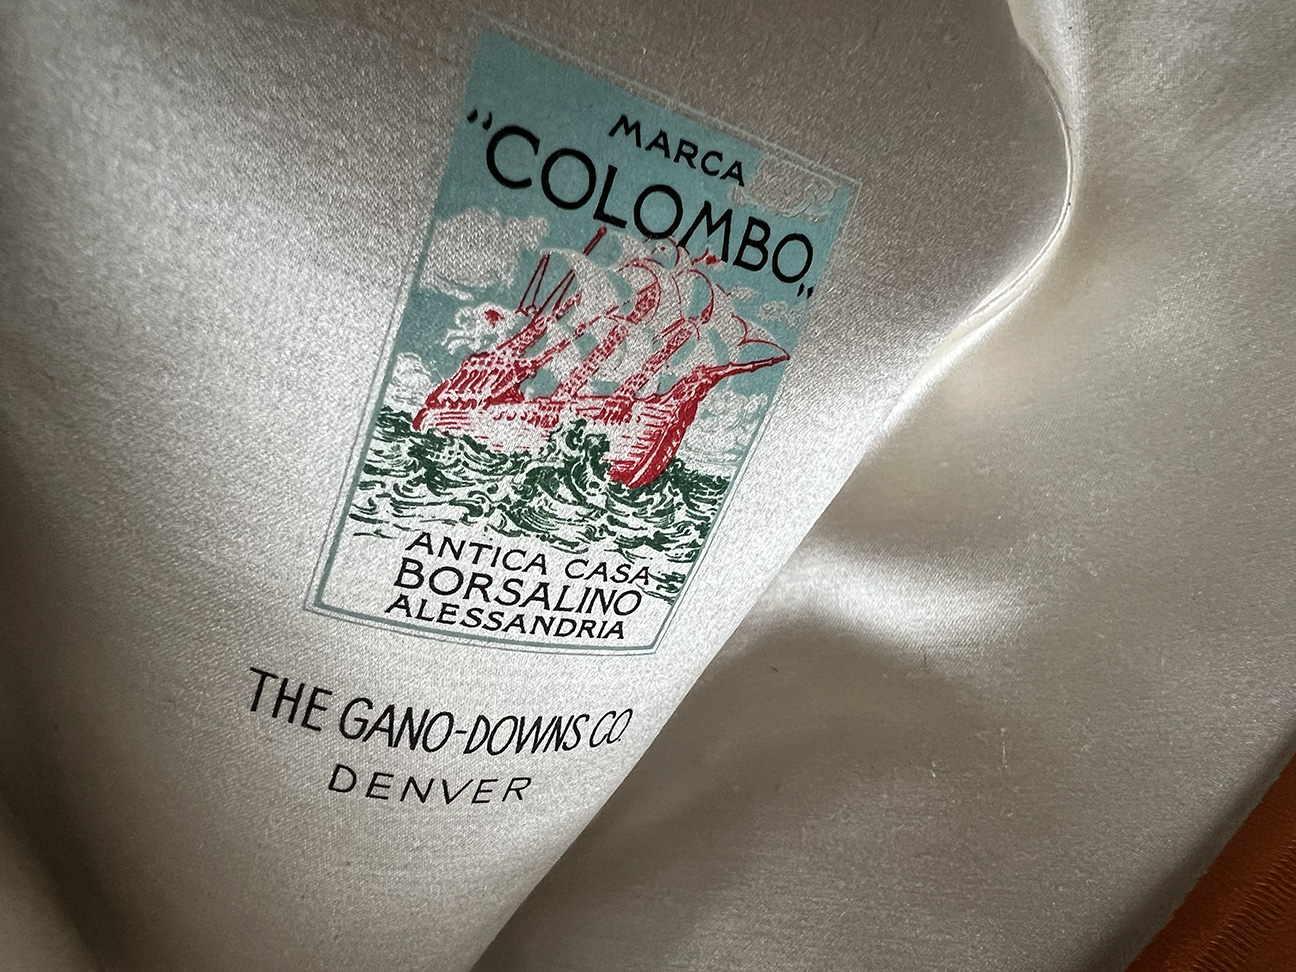 MARCA
"COLOMBO„
ANTICA CASA
BORSALINO
ALESSANDRIA
THE GANO-DOWNS CO
DENVER